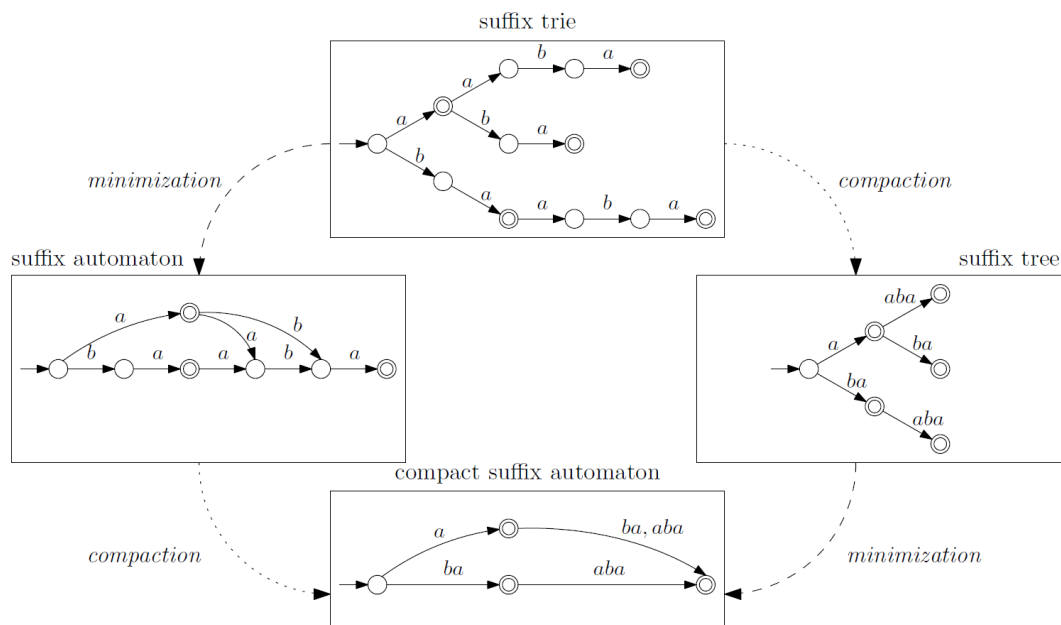 suffix trie
b a
a
a b a
b
a a b a
minimization
compaction
suffix automaton
suffix tree
a b
a
b a a b a
aba
a ba
ba
aba
compact suffix automaton
a ba, aba
ba aba
compaction
minimization